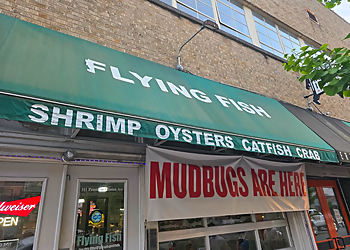 FLYING FISH
SHRIMP OYSTERS CATFISH CRAB
MUDBUGS ARE HERE
Budweiser
OPEN
Flying Fish